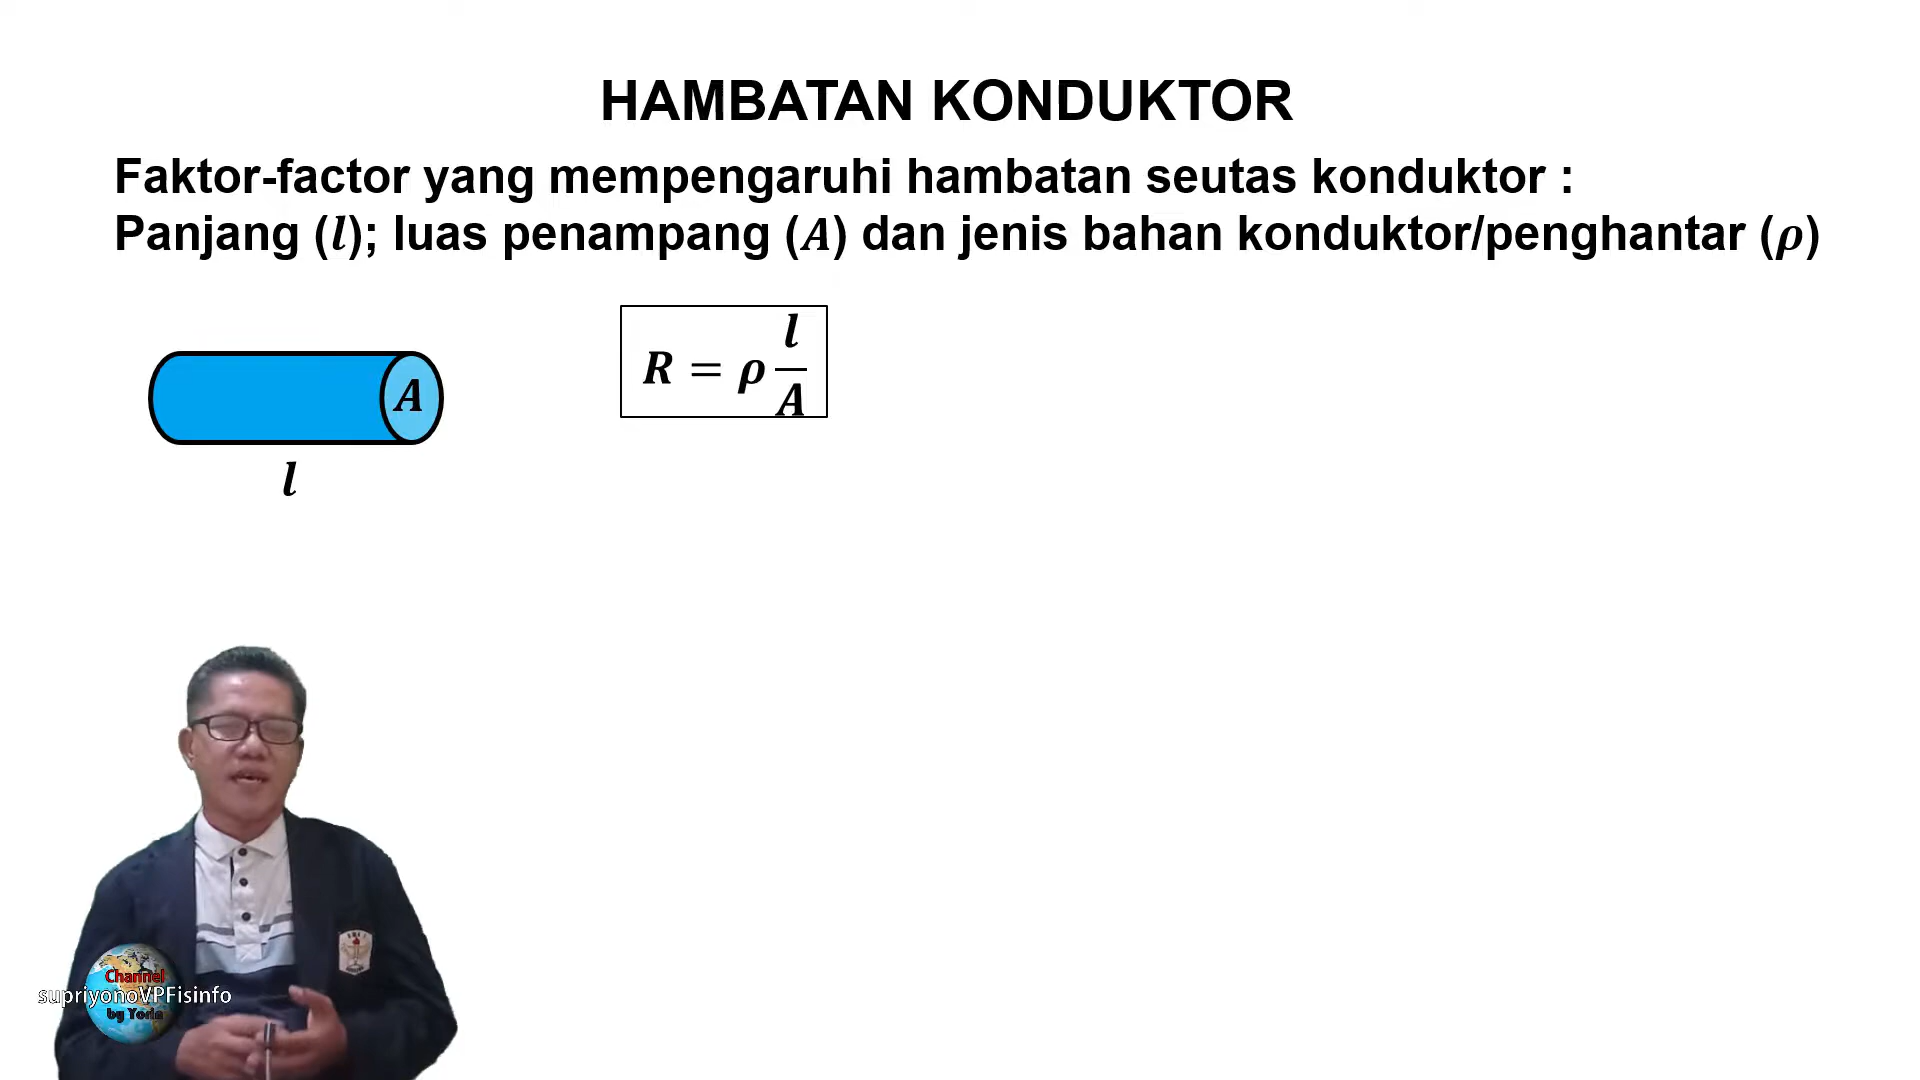 HAMBATAN KONDUKTOR
Faktor-factor yang mempengaruhi hambatan seutas konduktor :
Panjang (l); luas penampang (A) dan jenis bahan konduktor/penghantar (ρ)
R = ρ l/A
A
l
Channel
supriyonoVPFisinfo
by Yoria